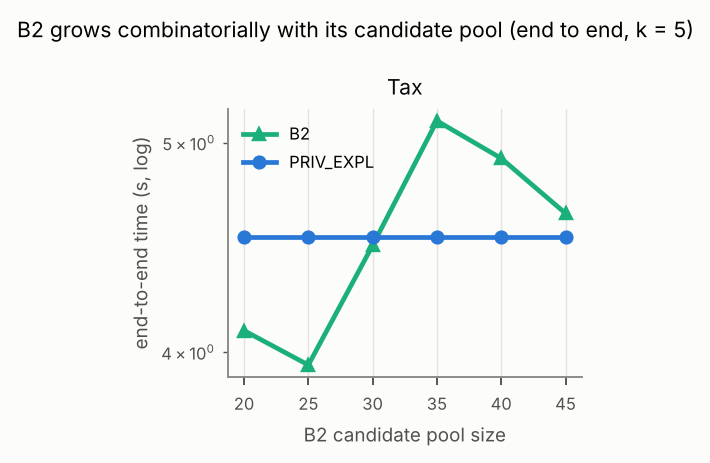 B2 grows combinatorially with its candidate pool (end to end, k = 5)
Tax
B2
PRIV_EXPL
end-to-end time (s, log)
5 × 10⁰
4 × 10⁰
20 25 30 35 40 45
B2 candidate pool size